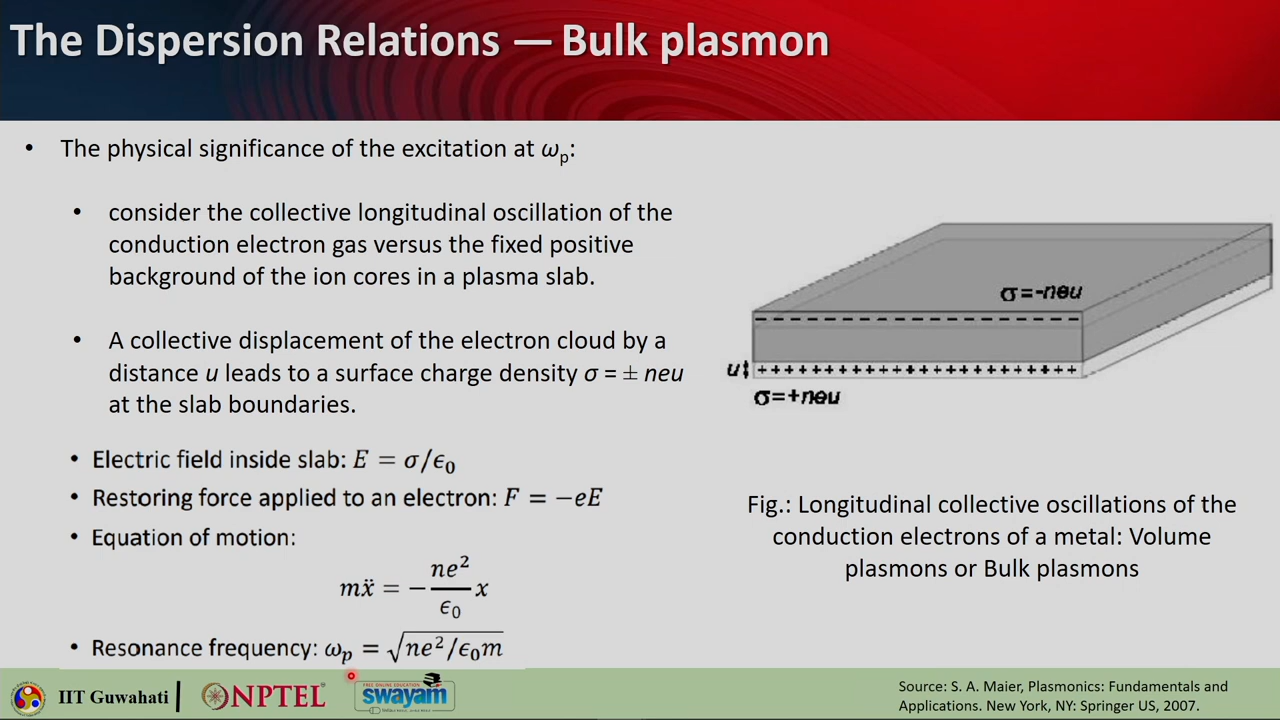 The Dispersion Relations — Bulk plasmon
• The physical significance of the excitation at ωₚ:
• consider the collective longitudinal oscillation of the
conduction electron gas versus the fixed positive
background of the ion cores in a plasma slab.
• A collective displacement of the electron cloud by a
distance u leads to a surface charge density σ = ± neu
at the slab boundaries.
• Electric field inside slab: E = σ/ϵ₀
• Restoring force applied to an electron: F = −eE
• Equation of motion:
mẍ = − ne²/ϵ₀ x
• Resonance frequency: ωₚ = √(ne²/ϵ₀m)
σ=-neu
u
+ + + + + + + + + + + + + + + + + + + + + + + +
σ=+neu
Fig.: Longitudinal collective oscillations of the
conduction electrons of a metal: Volume
plasmons or Bulk plasmons
IIT Guwahati
NPTEL
FREE ONLINE EDUCATION
swayam
Source: S. A. Maier, Plasmonics: Fundamentals and
Applications. New York, NY: Springer US, 2007.